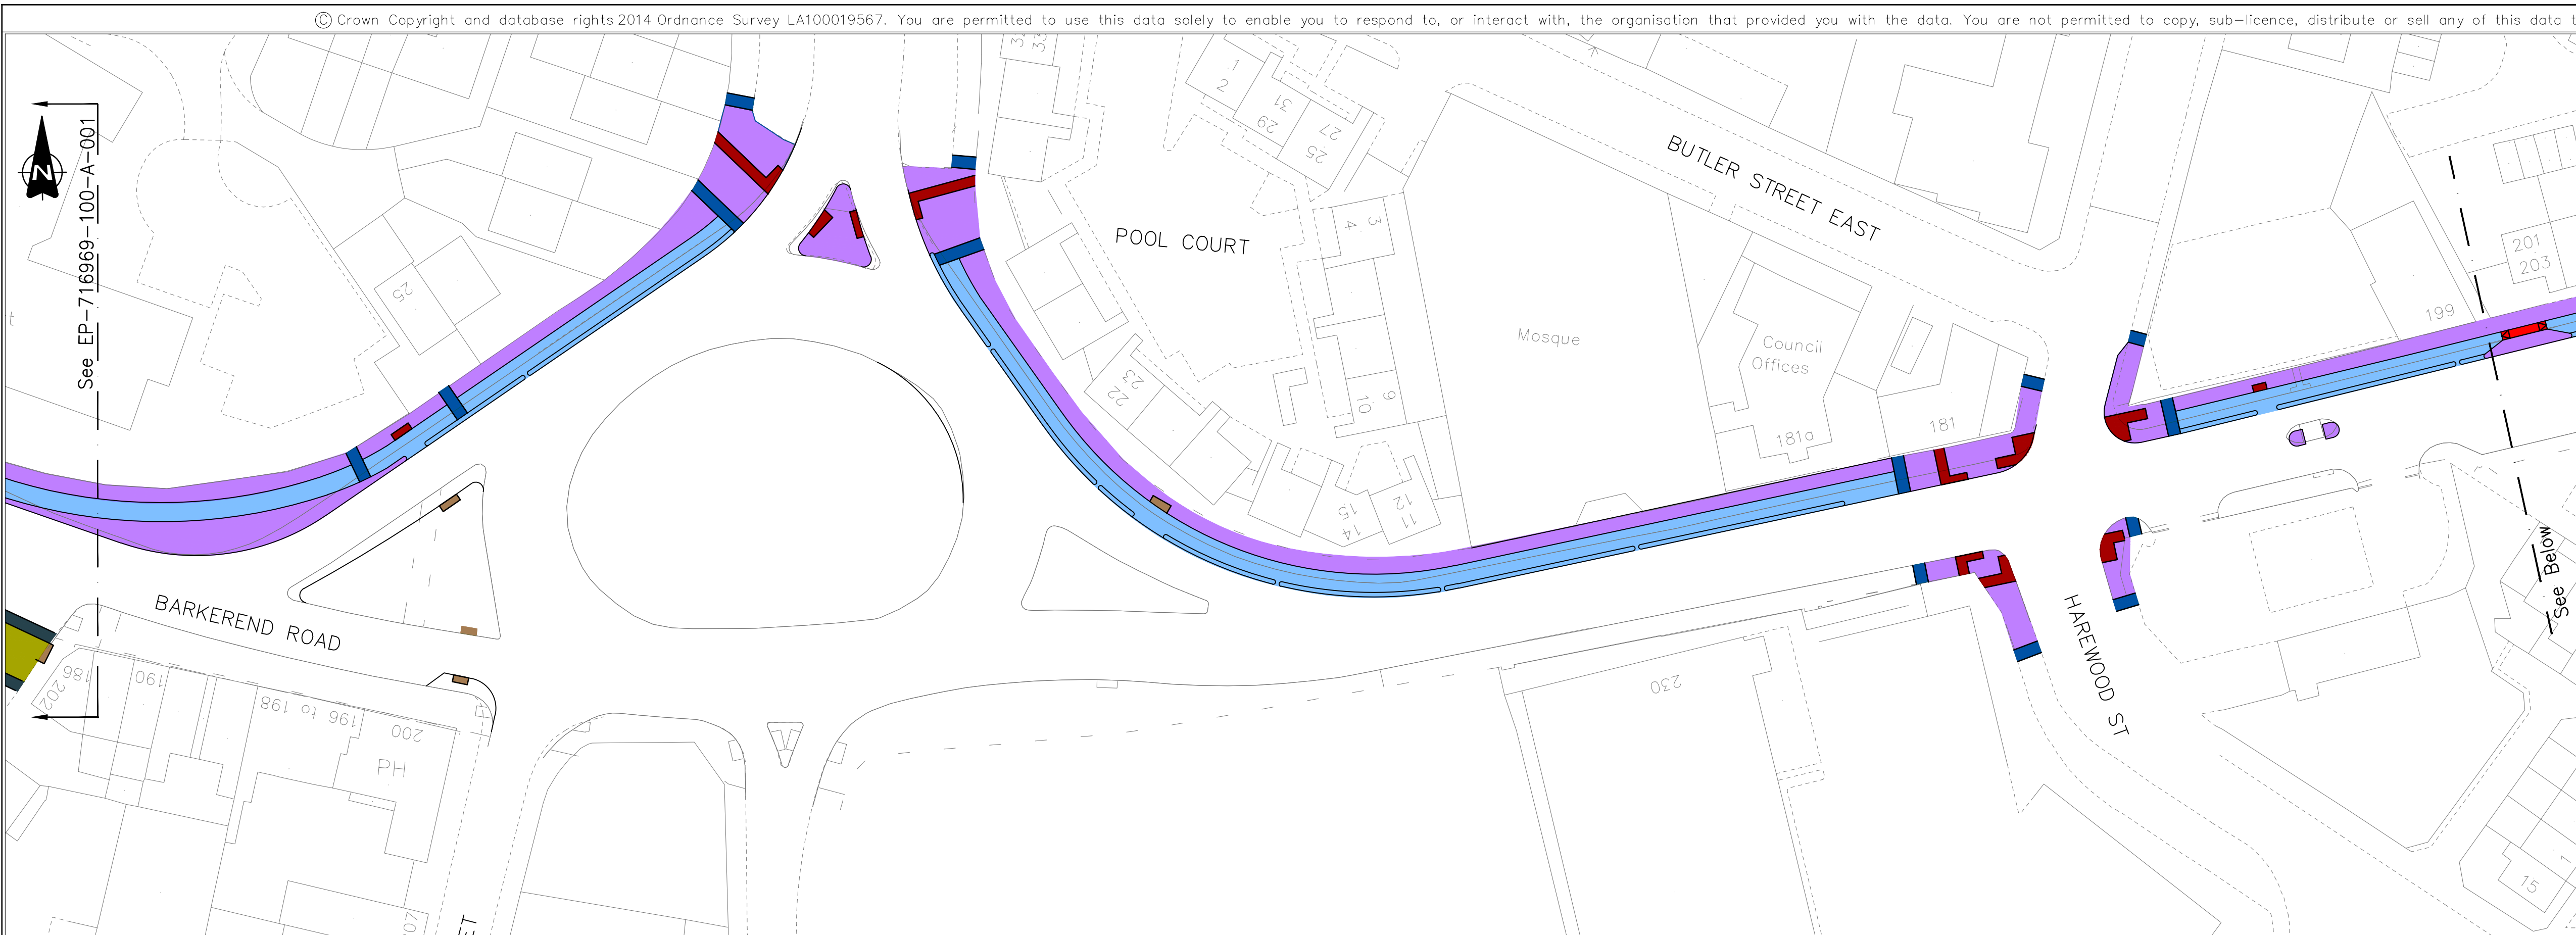 © Crown Copyright and database rights 2014 Ordnance Survey LA100019567. You are permitted to use this data solely to enable you to respond to, or interact with, the organisation that provided you with the data. You are not permitted to copy, sub-licence, distribute or sell any of this data t
N
See EP-716969-100-A-001
1
2
31
29
27
25
3
4
POOL COURT
BUTLER STREET EAST
Mosque
Council
Offices
201
203
199
25
t
23
22
9
10
181a
181
12
11
15
14
BARKEREND ROAD
HAREWOOD ST
See Below
186
202
190
196 to 198
200
PH
230
15
ET